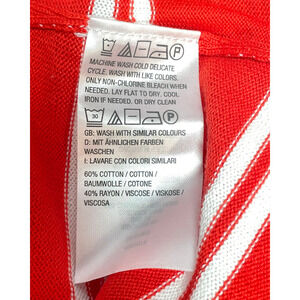 P
MACHINE WASH COLD DELICATE
CYCLE. WASH WITH LIKE COLORS.
ONLY NON-CHLORINE BLEACH WHEN
NEEDED. LAY FLAT TO DRY. COOL
IRON IF NEEDED. OR DRY CLEAN.
30 P
GB: WASH WITH SIMILAR COLOURS
D: MIT ÄHNLICHEN FARBEN
WASCHEN
I: LAVARE CON COLORI SIMILARI
60% COTTON / COTTON /
BAUMWOLLE / COTONE
40% RAYON / VISCOSE / VISKOSE /
VISCOSA